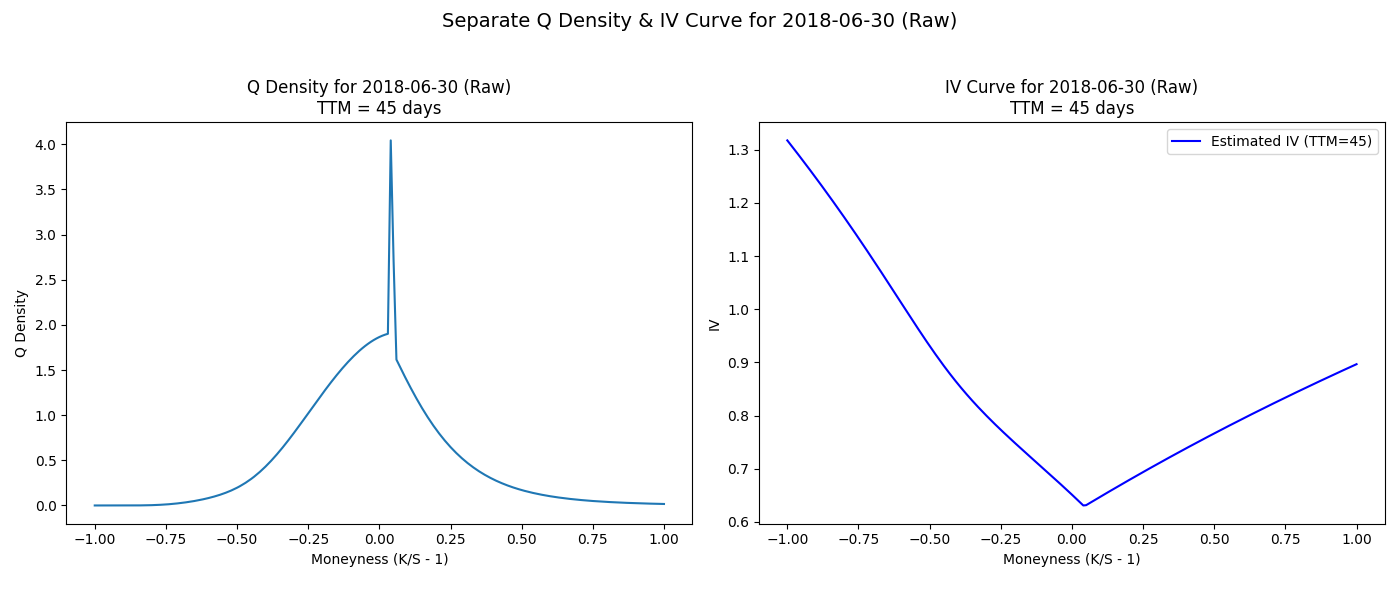 Separate Q Density & IV Curve for 2018-06-30 (Raw)
Q Density for 2018-06-30 (Raw)
TTM = 45 days
4.0
3.5
3.0
2.5
2.0
1.5
1.0
0.5
0.0
Q Density
−1.00 −0.75 −0.50 −0.25 0.00 0.25 0.50 0.75 1.00
Moneyness (K/S - 1)
IV Curve for 2018-06-30 (Raw)
TTM = 45 days
Estimated IV (TTM=45)
1.3
1.2
1.1
1.0
0.9
0.8
0.7
0.6
IV
−1.00 −0.75 −0.50 −0.25 0.00 0.25 0.50 0.75 1.00
Moneyness (K/S - 1)